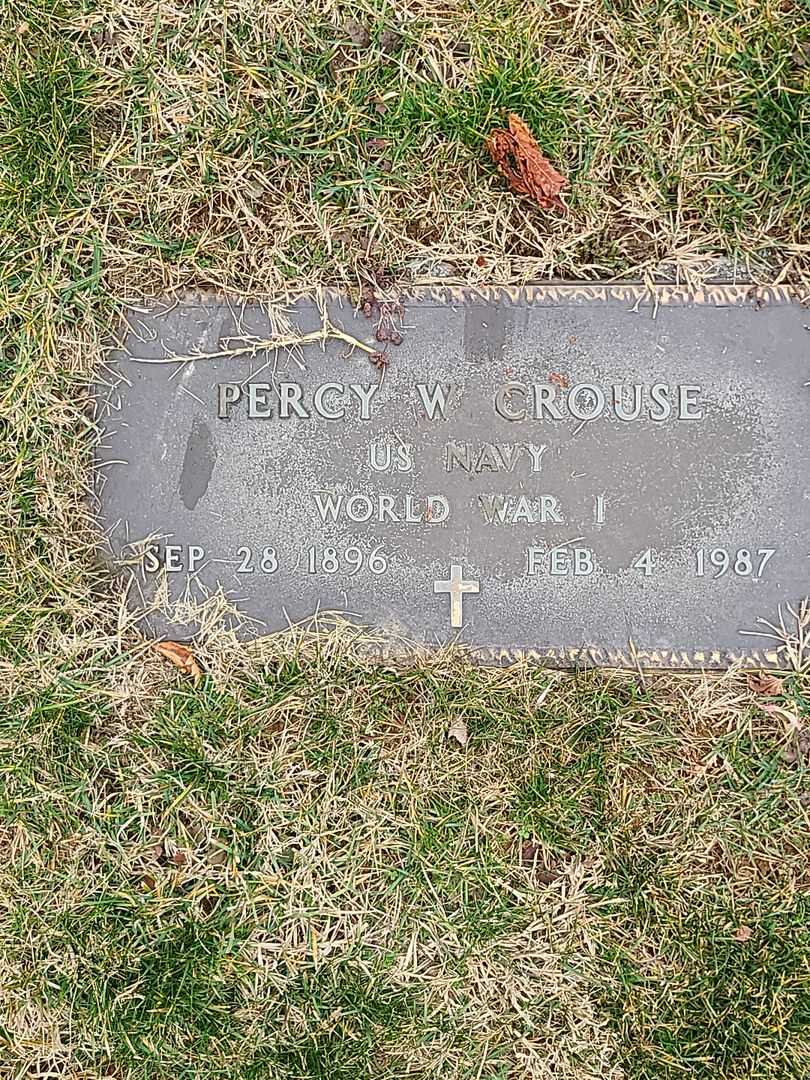 PERCY W CROUSE
US NAVY
WORLD WAR I
SEP 28 1896 FEB 4 1987